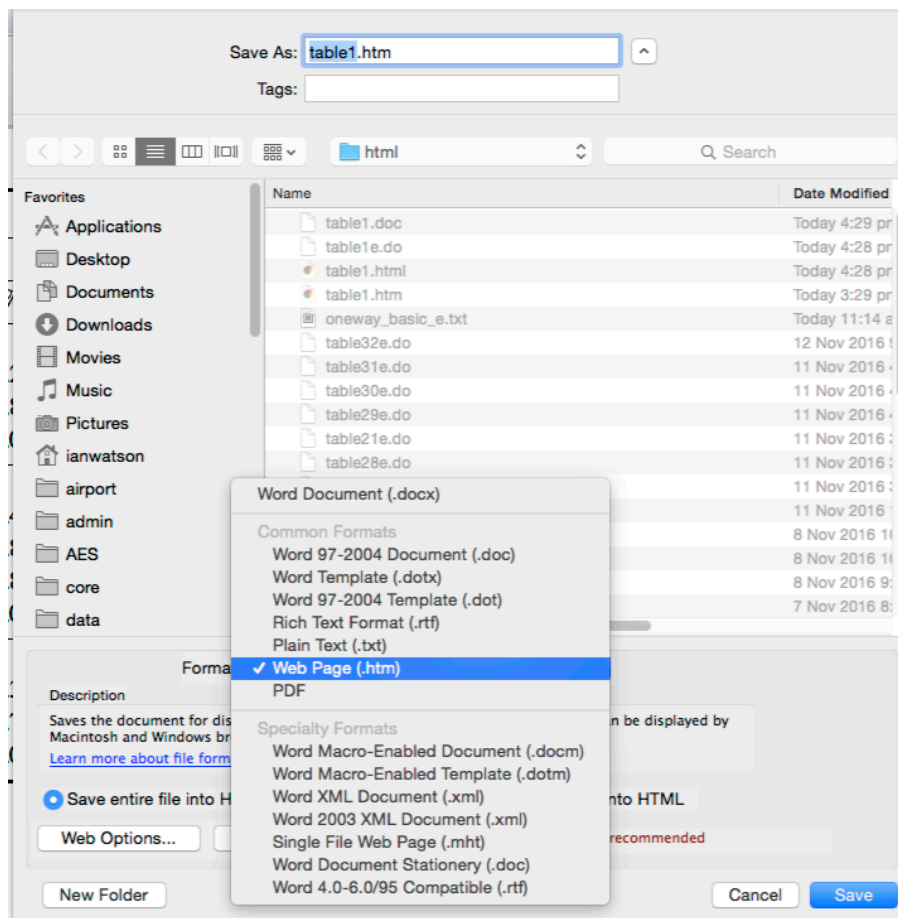 Save As: table1.htm
Tags:
html
Search
Favorites
Applications
Desktop
Documents
Downloads
Movies
Music
Pictures
ianwatson
airport
admin
AES
core
data
Name Date Modified
table1.doc Today 4:29
table1e.do Today 4:28
table1.html Today 4:28
table1.htm Today 3:29
oneway_basic_e.txt Today 11:14
table32e.do 12 Nov 2016
table31e.do 11 Nov 2016
table30e.do 11 Nov 2016
table29e.do 11 Nov 2016
table21e.do 11 Nov 2016
table28e.do 11 Nov 2016
11 Nov 2016
11 Nov 2016
8 Nov 2016
8 Nov 2016
8 Nov 2016
7 Nov 2016
Word Document (.docx)
Common Formats
Word 97-2004 Document (.doc)
Word Template (.dotx)
Word 97-2004 Template (.dot)
Rich Text Format (.rtf)
Plain Text (.txt)
✓ Web Page (.htm)
PDF
Specialty Formats
Word Macro-Enabled Document (.docm)
Word Macro-Enabled Template (.dotm)
Word XML Document (.xml)
Word 2003 XML Document (.xml)
Single File Web Page (.mht)
Word Document Stationery (.doc)
Word 4.0-6.0/95 Compatible (.rtf)
Forma
Description
Saves the document for dis n be displayed by
Macintosh and Windows br
Learn more about file form
Save entire file into H nto HTML
Web Options... recommended
New Folder Cancel Save